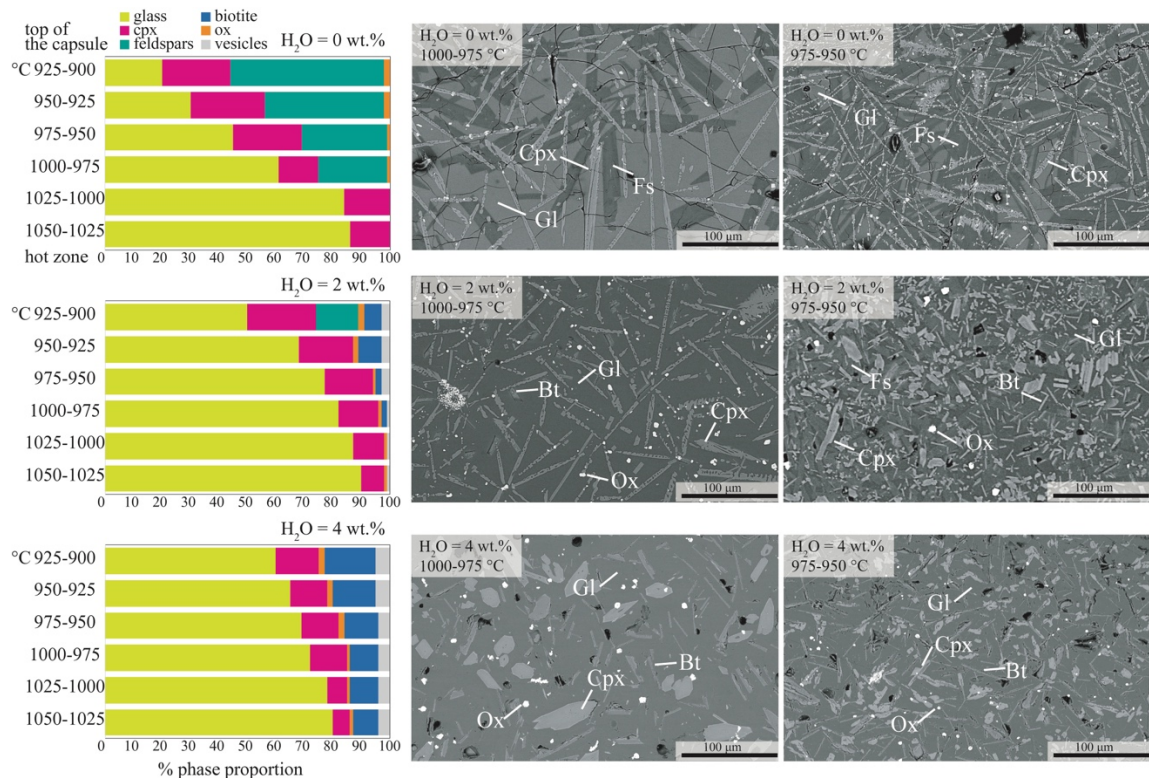 glass
cpx
feldspars
biotite
ox
vesicles
top of
the capsule
H₂O = 0 wt.%
°C 925-900
950-925
975-950
1000-975
1025-1000
1050-1025
hot zone
0 10 20 30 40 50 60 70 80 90 100
H₂O = 2 wt.%
°C 925-900
950-925
975-950
1000-975
1025-1000
1050-1025
0 10 20 30 40 50 60 70 80 90 100
H₂O = 4 wt.%
°C 925-900
950-925
975-950
1000-975
1025-1000
1050-1025
0 10 20 30 40 50 60 70 80 90 100
% phase proportion
H₂O = 0 wt.%
1000-975 °C
Cpx
Fs
Gl
100 µm
H₂O = 0 wt.%
975-950 °C
Gl
Fs
Cpx
100 µm
H₂O = 2 wt.%
1000-975 °C
Gl
Bt
Cpx
Ox
100 µm
H₂O = 2 wt.%
975-950 °C
Gl
Fs
Bt
Ox
Cpx
100 µm
H₂O = 4 wt.%
1000-975 °C
Gl
Bt
Cpx
Ox
100 µm
H₂O = 4 wt.%
975-950 °C
Gl
Cpx
Bt
Ox
100 µm